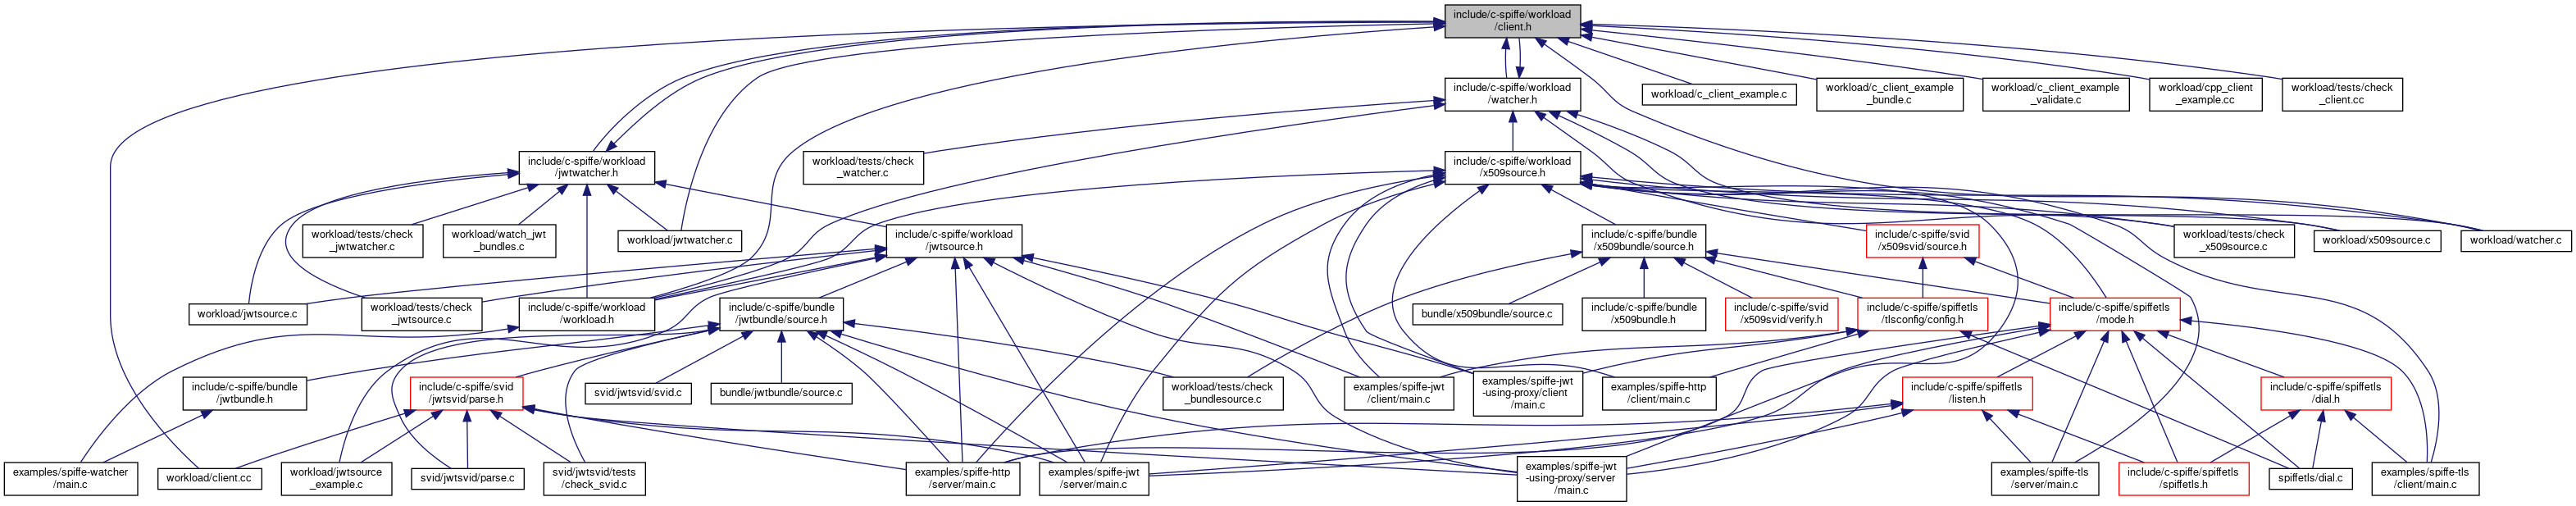 include/c-spiffe/workload
/client.h
include/c-spiffe/workload
/watcher.h
workload/c_client_example.c
workload/c_client_example
_bundle.c
workload/c_client_example
_validate.c
workload/cpp_client
_example.cc
workload/tests/check
_client.cc
include/c-spiffe/workload
/jwtwatcher.h
workload/tests/check
_watcher.c
include/c-spiffe/workload
/x509source.h
workload/tests/check
_jwtwatcher.c
workload/watch_jwt
_bundles.c
workload/jwtwatcher.c
include/c-spiffe/workload
/jwtsource.h
include/c-spiffe/bundle
/x509bundle/source.h
include/c-spiffe/svid
/x509svid/source.h
workload/tests/check
_x509source.c
workload/x509source.c
workload/watcher.c
workload/jwtsource.c
workload/tests/check
_jwtsource.c
include/c-spiffe/workload
/workload.h
include/c-spiffe/bundle
/jwtbundle/source.h
bundle/x509bundle/source.c
include/c-spiffe/bundle
/x509bundle.h
include/c-spiffe/svid
/x509svid/verify.h
include/c-spiffe/spiffetls
/tlsconfig/config.h
include/c-spiffe/spiffetls
/mode.h
include/c-spiffe/bundle
/jwtbundle.h
include/c-spiffe/svid
/jwtsvid/parse.h
svid/jwtsvid/svid.c
bundle/jwtbundle/source.c
workload/tests/check
_bundlesource.c
examples/spiffe-jwt
/client/main.c
examples/spiffe-jwt
-using-proxy/client
/main.c
examples/spiffe-http
/client/main.c
include/c-spiffe/spiffetls
/listen.h
include/c-spiffe/spiffetls
/dial.h
examples/spiffe-watcher
/main.c
workload/client.cc
workload/jwtsource
_example.c
svid/jwtsvid/parse.c
svid/jwtsvid/tests
/check_svid.c
examples/spiffe-http
/server/main.c
examples/spiffe-jwt
/server/main.c
examples/spiffe-jwt
-using-proxy/server
/main.c
examples/spiffe-tls
/server/main.c
include/c-spiffe/spiffetls
/spiffetls.h
spiffetls/dial.c
examples/spiffe-tls
/client/main.c